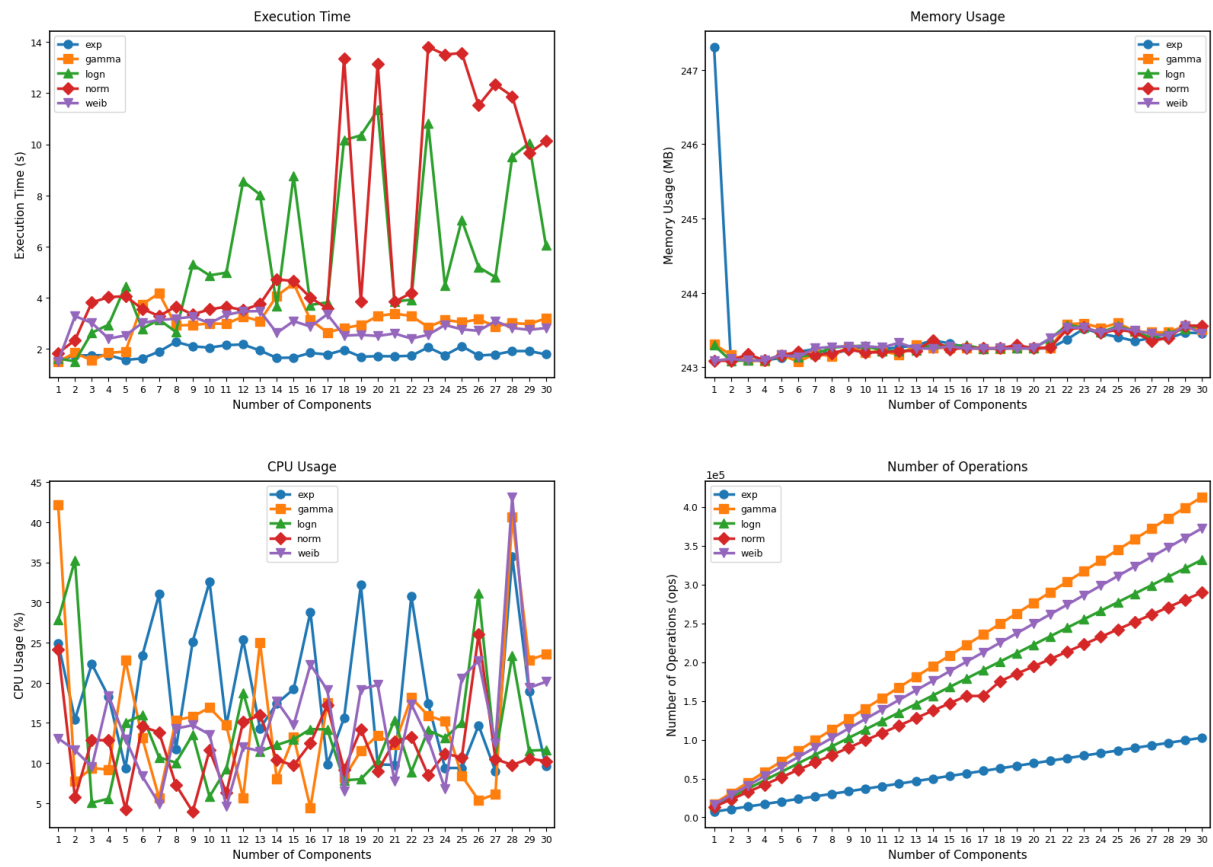 Execution Time
Execution Time (s)
14
12
10
8
6
4
2
exp
gamma
logn
norm
weib
1 2 3 4 5 6 7 8 9 10 11 12 13 14 15 16 17 18 19 20 21 22 23 24 25 26 27 28 29 30
Number of Components
Memory Usage
Memory Usage (MB)
247
246
245
244
243
exp
gamma
logn
norm
weib
1 2 3 4 5 6 7 8 9 10 11 12 13 14 15 16 17 18 19 20 21 22 23 24 25 26 27 28 29 30
Number of Components
CPU Usage
CPU Usage (%)
45
40
35
30
25
20
15
10
5
exp
gamma
logn
norm
weib
1 2 3 4 5 6 7 8 9 10 11 12 13 14 15 16 17 18 19 20 21 22 23 24 25 26 27 28 29 30
Number of Components
Number of Operations
1e5
Number of Operations (ops)
4.0
3.5
3.0
2.5
2.0
1.5
1.0
0.5
0.0
exp
gamma
logn
norm
weib
1 2 3 4 5 6 7 8 9 10 11 12 13 14 15 16 17 18 19 20 21 22 23 24 25 26 27 28 29 30
Number of Components